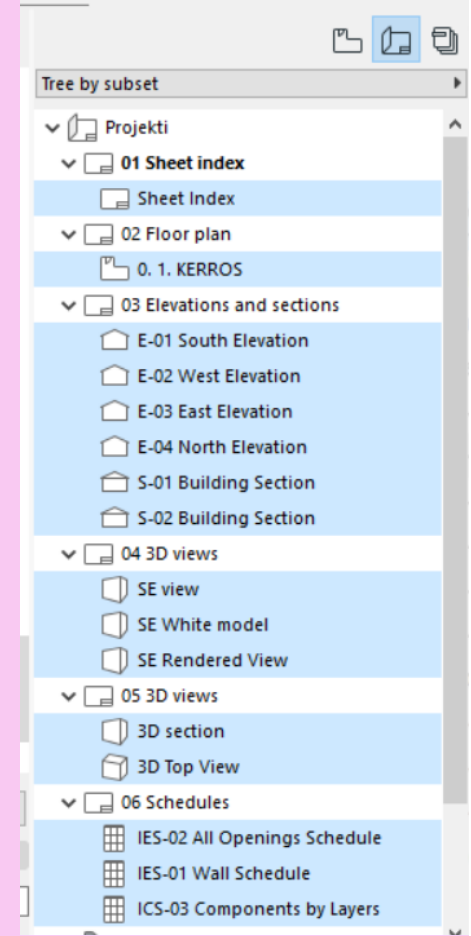 Tree by subset
Projekti
01 Sheet index
Sheet Index
02 Floor plan
0. 1. KERROS
03 Elevations and sections
E-01 South Elevation
E-02 West Elevation
E-03 East Elevation
E-04 North Elevation
S-01 Building Section
S-02 Building Section
04 3D views
SE view
SE White model
SE Rendered View
05 3D views
3D section
3D Top View
06 Schedules
IES-02 All Openings Schedule
IES-01 Wall Schedule
ICS-03 Components by Layers